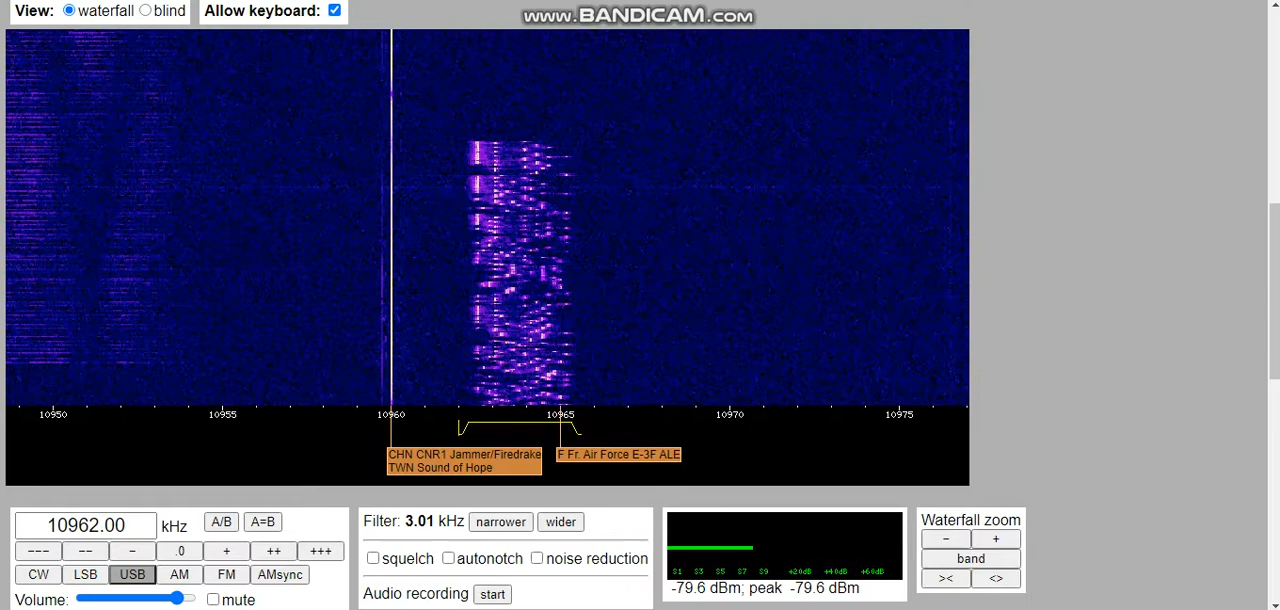 View: waterfall blind Allow keyboard:
www.BANDICAM.com
10950 10955 10960 10965 10970 10975
CHN CNR1 Jammer/Firedrake
TWN Sound of Hope
F Fr. Air Force E-3F ALE
10962.00 kHz A/B A=B
--- -- - .0 + ++ +++
CW LSB USB AM FM AMsync
Volume: mute
Filter: 3.01 kHz narrower wider
squelch autonotch noise reduction
Audio recording start
S1 S3 S5 S7 S9 +20dB +40dB +60dB
-79.6 dBm; peak -79.6 dBm
Waterfall zoom
- +
band
>< <>